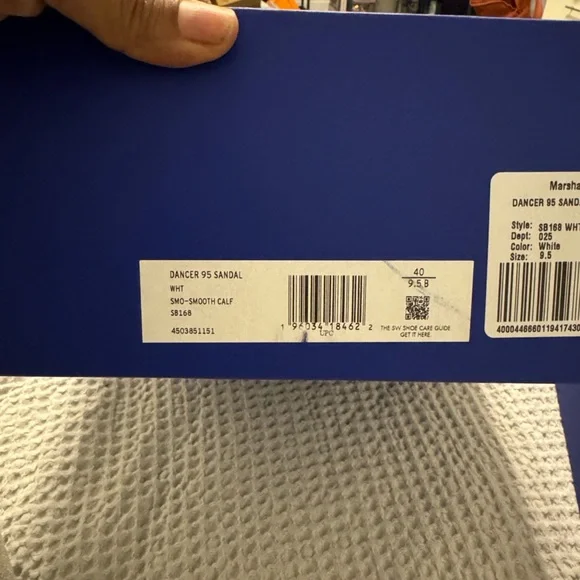 DANCER 95 SANDAL
WHT
SMO-SMOOTH CALF
SB168
4503851151
UPC
40
9.5 B
THE SW SHOE CARE GUIDE
GET IT HERE
Marsha
DANCER 95 SANDA
Style: SB168 WHT
Dept: 025
Color: White
Size: 9.5
4000446660119417430